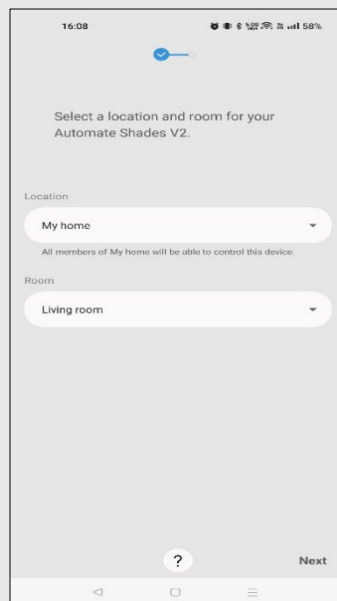 16:08
58%
Select a location and room for your
Automate Shades V2.
Location
My home
All members of My home will be able to control this device.
Room
Living room
?
Next